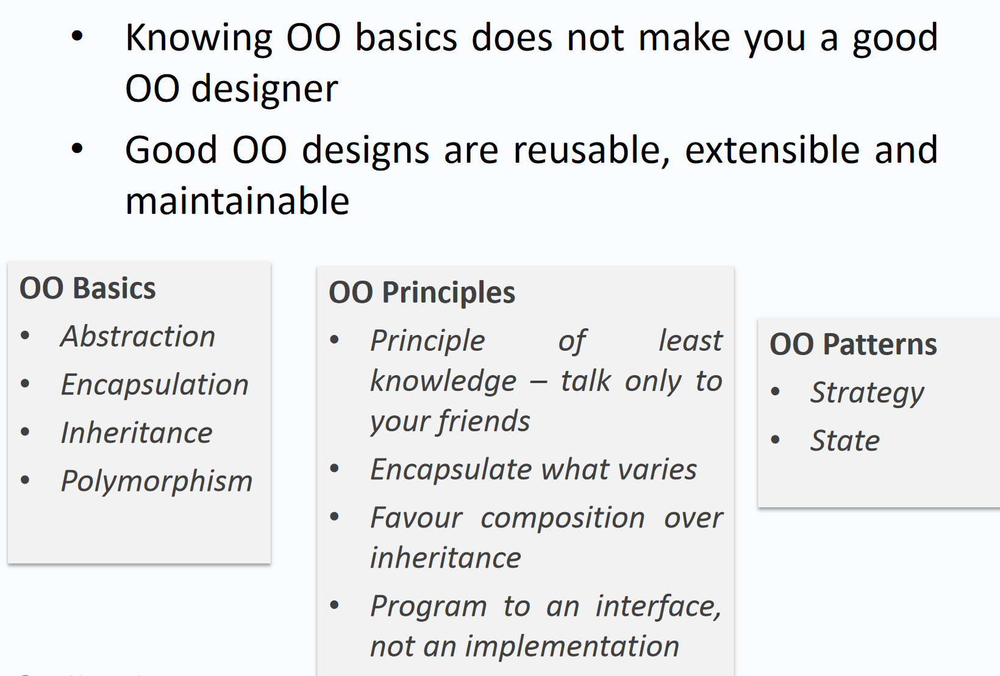 • Knowing OO basics does not make you a good
OO designer
• Good OO designs are reusable, extensible and
maintainable
OO Basics
• Abstraction
• Encapsulation
• Inheritance
• Polymorphism
OO Principles
• Principle of least
knowledge – talk only to
your friends
• Encapsulate what varies
• Favour composition over
inheritance
• Program to an interface,
not an implementation
OO Patterns
• Strategy
• State